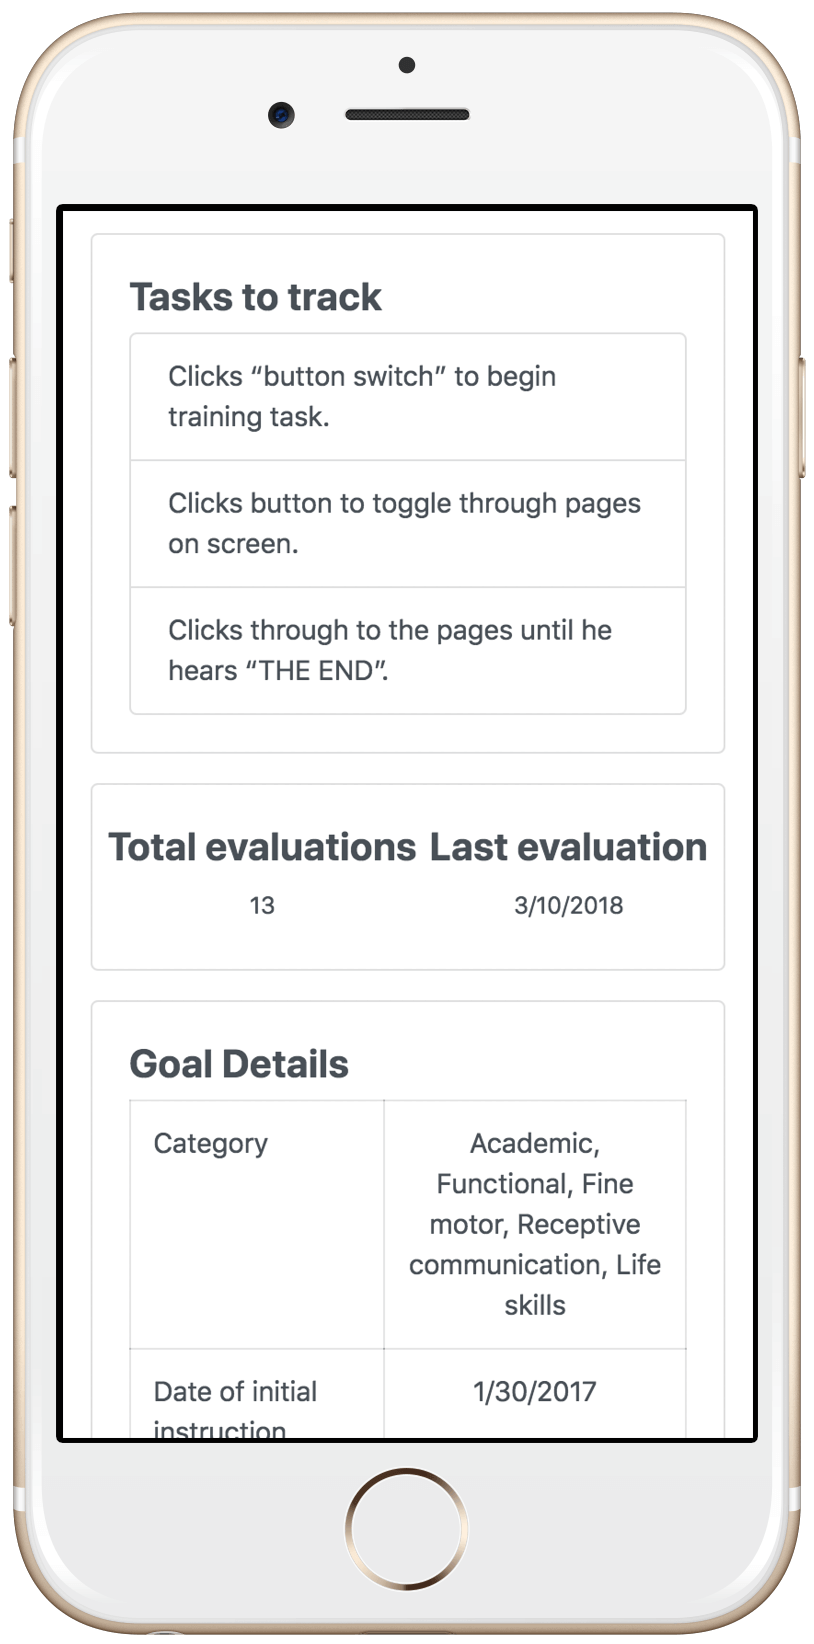 Tasks to track
Clicks “button switch” to begin
training task.
Clicks button to toggle through pages
on screen.
Clicks through to the pages until he
hears “THE END”.
Total evaluations Last evaluation
13 3/10/2018
Goal Details
Category
Academic,
Functional, Fine
motor, Receptive
communication, Life
skills
Date of initial 1/30/2017
instruction